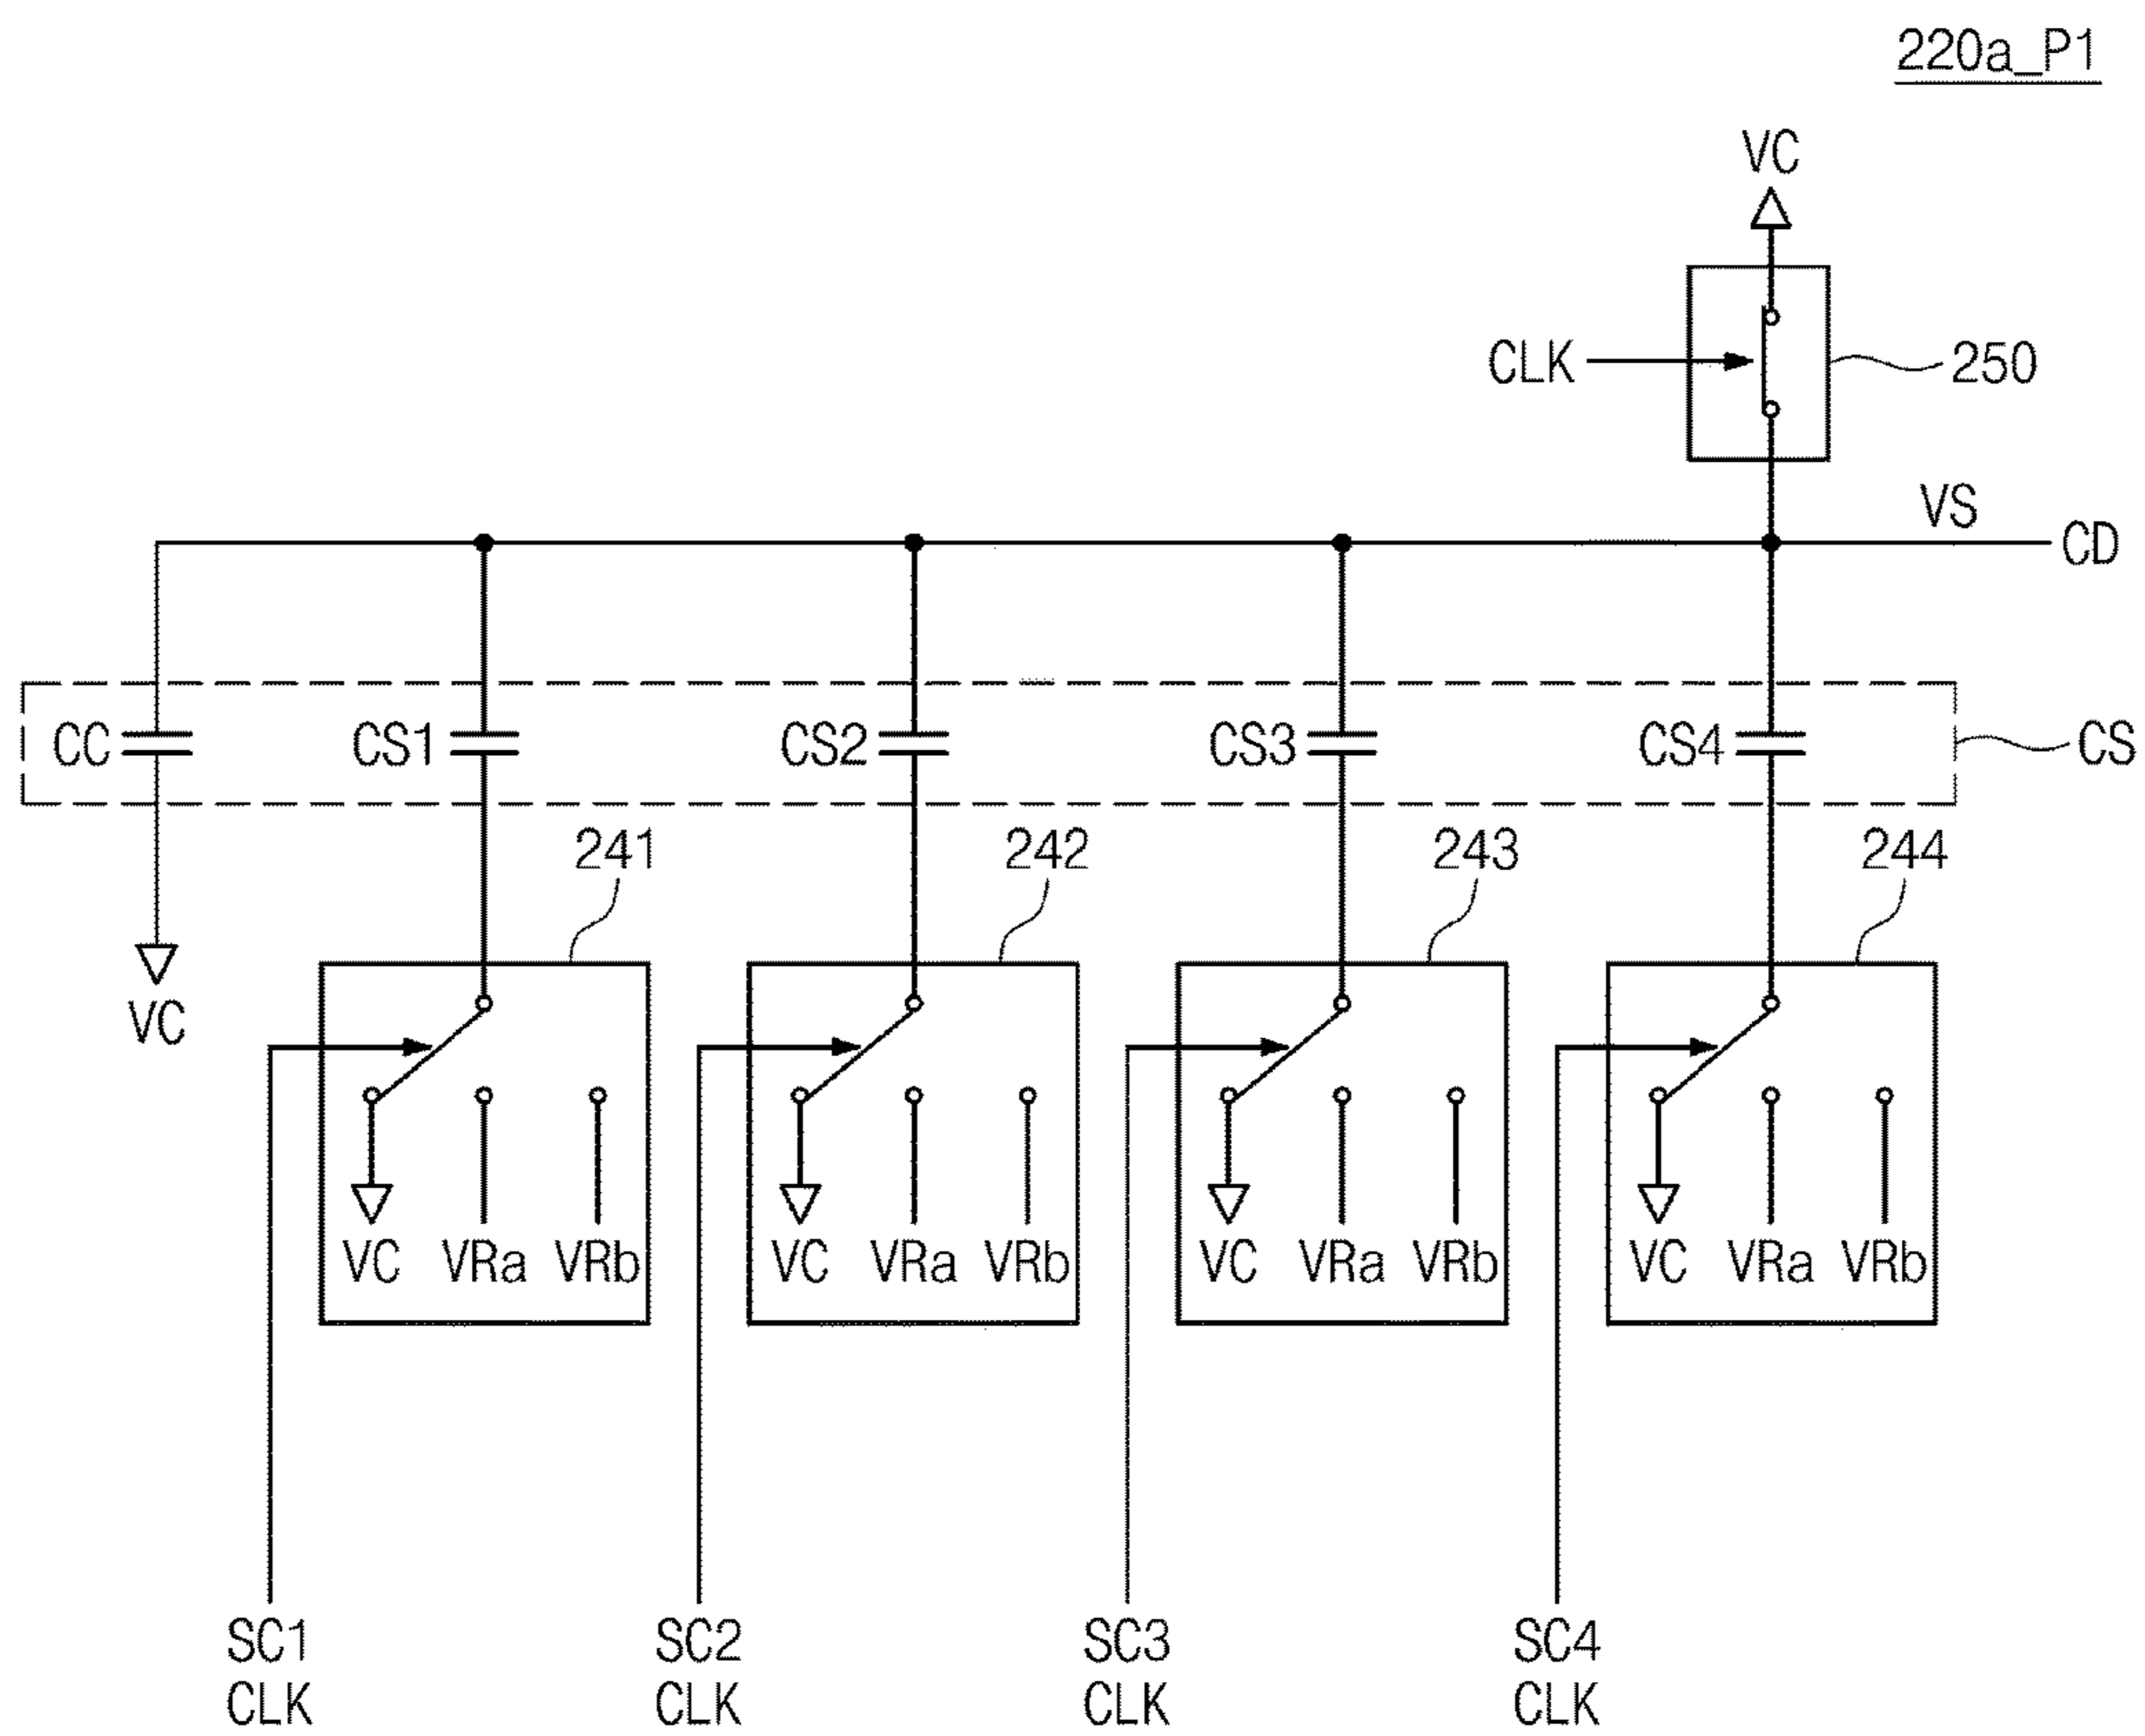 220a_P1
VC
CLK
250
VS
CD
CC
CS1
CS2
CS3
CS4
CS
241
242
243
244
VC
VC VRa VRb
VC VRa VRb
VC VRa VRb
VC VRa VRb
SC1
CLK
SC2
CLK
SC3
CLK
SC4
CLK